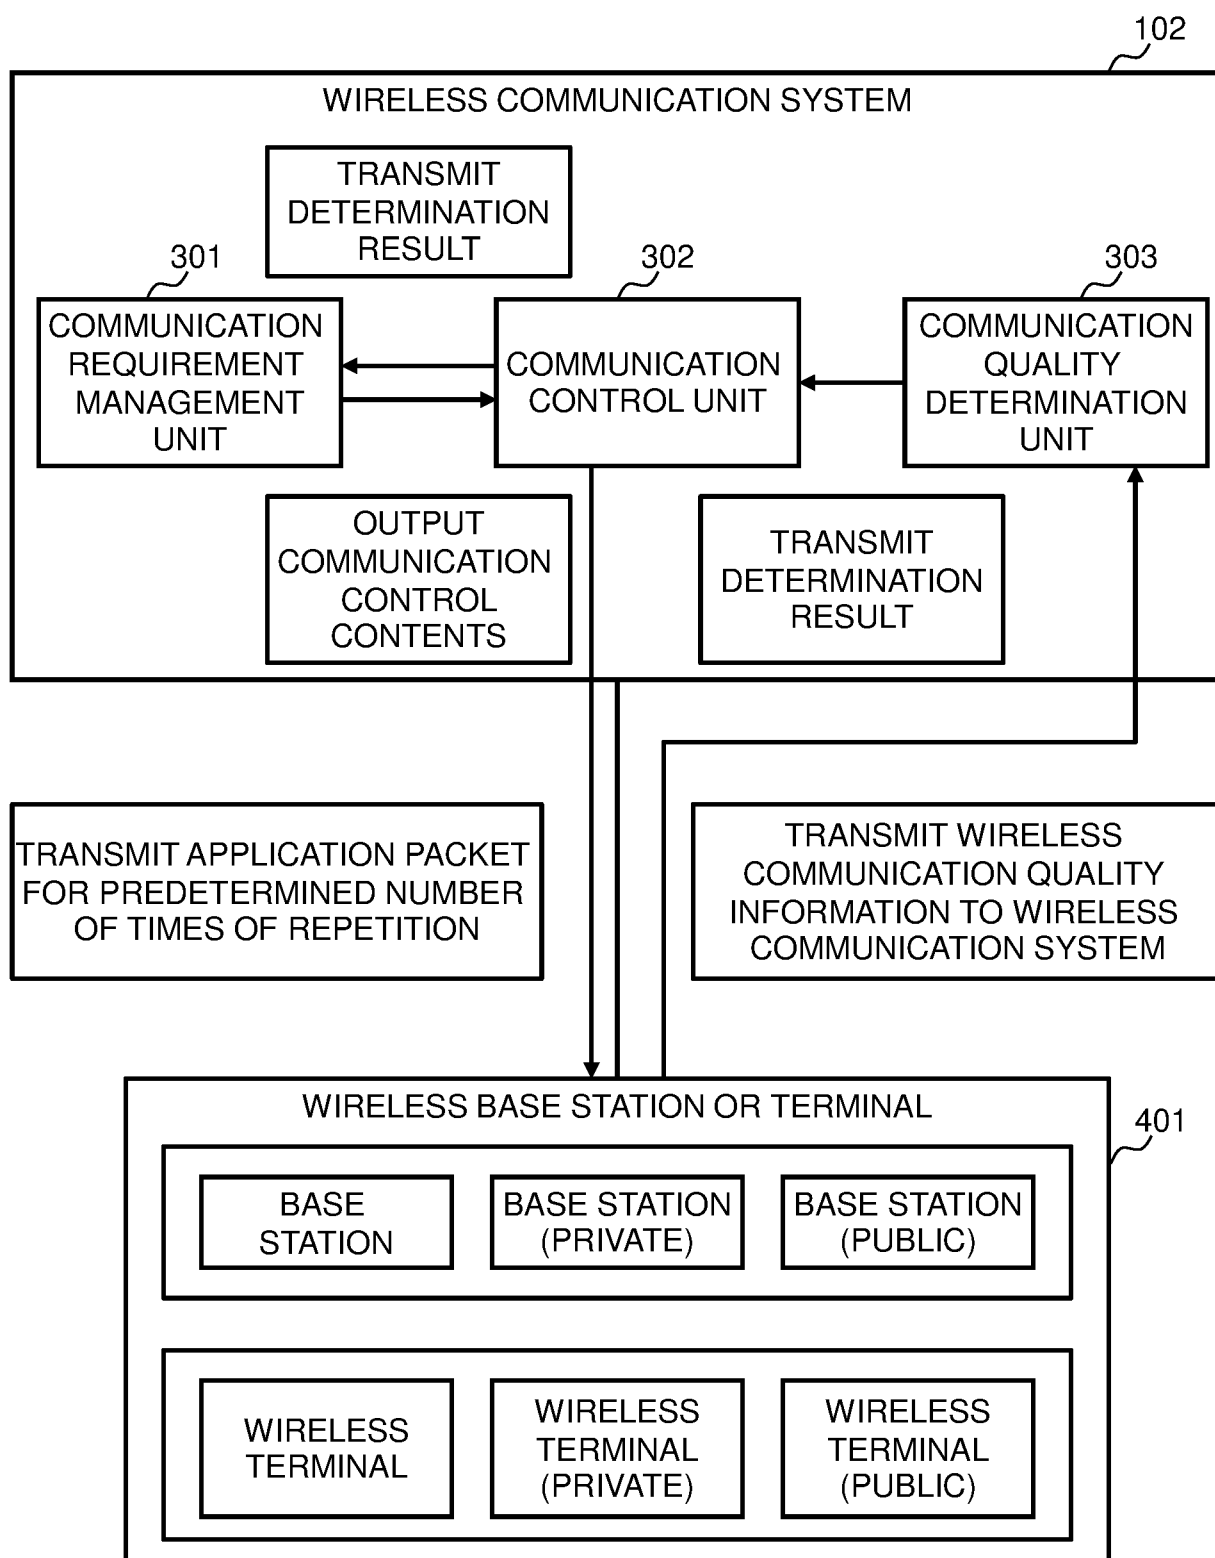 102
WIRELESS COMMUNICATION SYSTEM
TRANSMIT
DETERMINATION
RESULT
301
302
303
COMMUNICATION
REQUIREMENT
MANAGEMENT
UNIT
COMMUNICATION
CONTROL UNIT
COMMUNICATION
QUALITY
DETERMINATION
UNIT
OUTPUT
COMMUNICATION
CONTROL
CONTENTS
TRANSMIT
DETERMINATION
RESULT
TRANSMIT APPLICATION PACKET
FOR PREDETERMINED NUMBER
OF TIMES OF REPETITION
TRANSMIT WIRELESS
COMMUNICATION QUALITY
INFORMATION TO WIRELESS
COMMUNICATION SYSTEM
WIRELESS BASE STATION OR TERMINAL
401
BASE
STATION
BASE STATION
(PRIVATE)
BASE STATION
(PUBLIC)
WIRELESS
TERMINAL
WIRELESS
TERMINAL
(PRIVATE)
WIRELESS
TERMINAL
(PUBLIC)